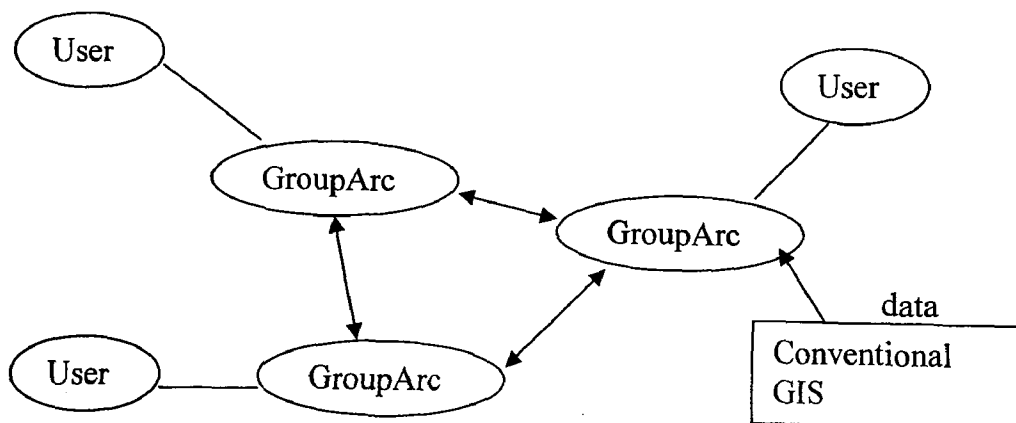 User
User
GroupArc
GroupArc
data
Conventional
GIS
User
GroupArc